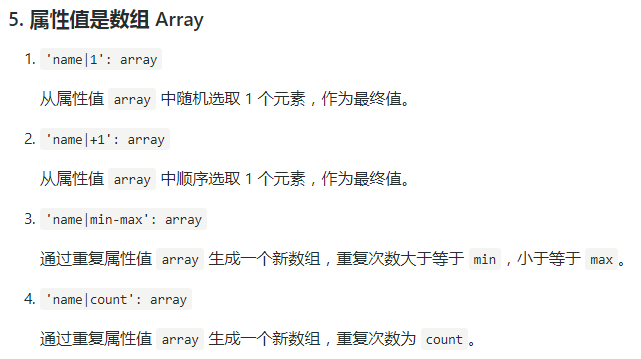 5. 属性值是数组 Array
1. 'name|1': array
从属性值 array 中随机选取 1 个元素，作为最终值。
2. 'name|+1': array
从属性值 array 中顺序选取 1 个元素，作为最终值。
3. 'name|min-max': array
通过重复属性值 array 生成一个新数组，重复次数大于等于 min ，小于等于 max 。
4. 'name|count': array
通过重复属性值 array 生成一个新数组，重复次数为 count 。